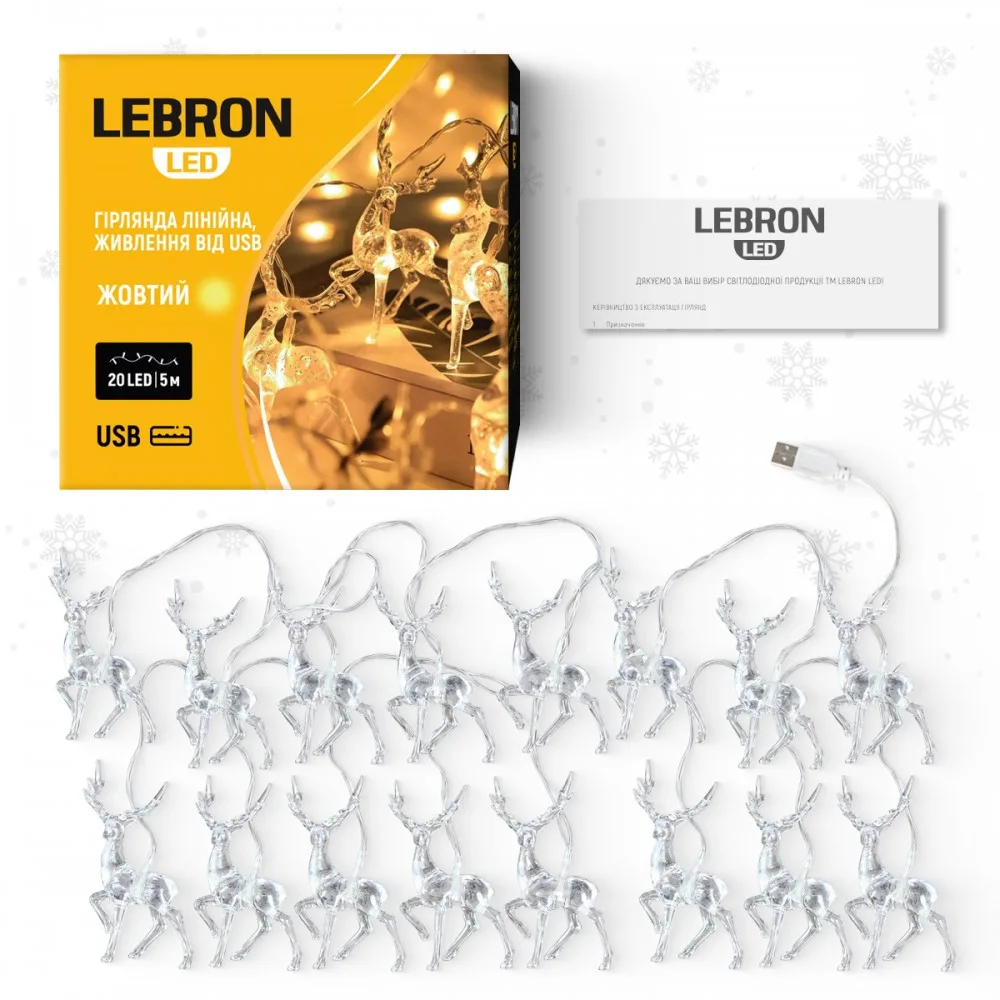 LEBRON
LED
ГІРЛЯНДА ЛІНІЙНА,
ЖИВЛЕННЯ ВІД USB
ЖОВТИЙ
20 LED | 5 м
USB
LEBRON
LED
ДЯКУЄМО ЗА ВАШ ВИБІР СВІТЛОДІОДНОЇ ПРОДУКЦІЇ ТМ LEBRON LED!
КЕРІВНИЦТВО З ЕКСПЛУАТАЦІЇ ГІРЛЯНД
1. Призначення